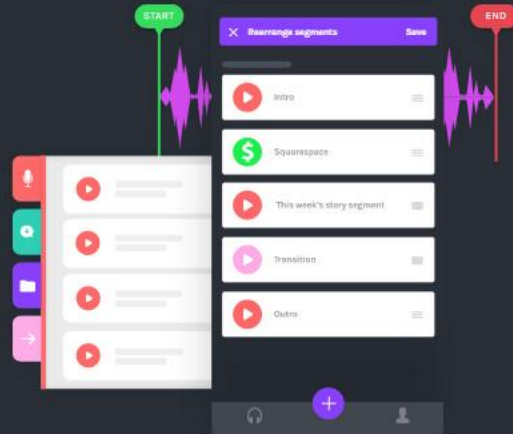 START
END
Rearrange segments
Save
Intro
Squarespace
This week's story segment
Transition
Outro